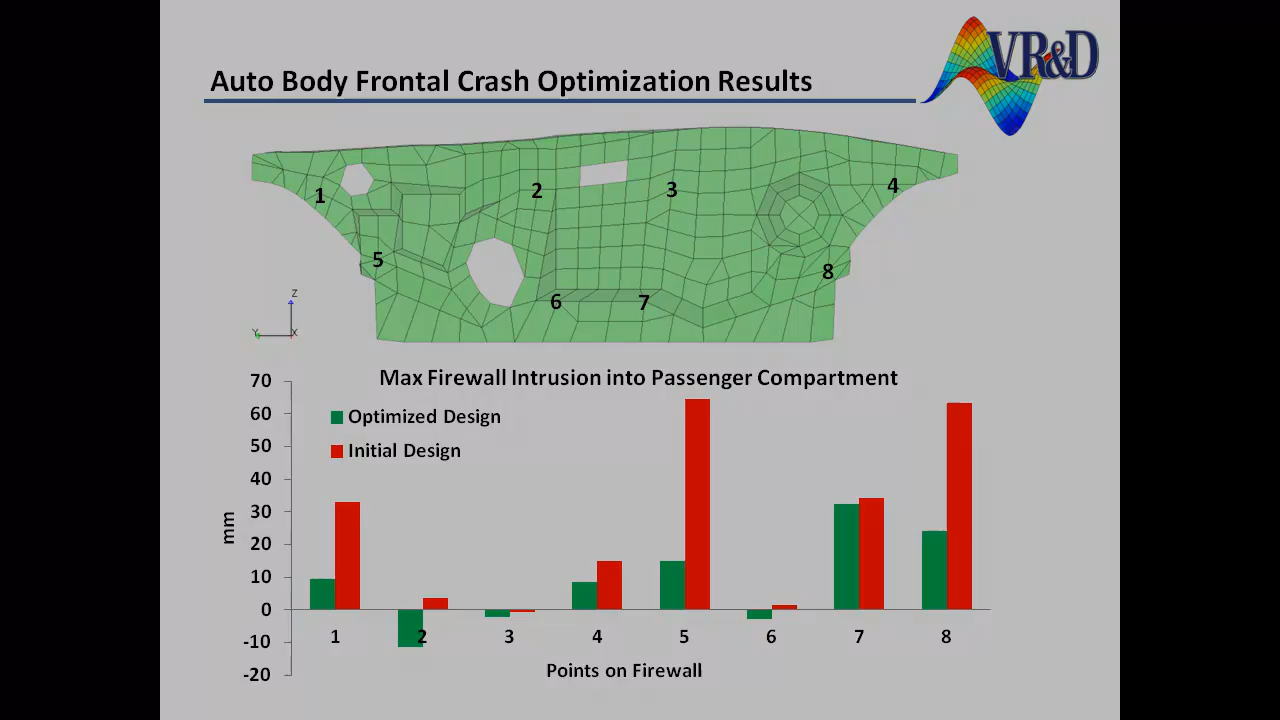 VR&D
Auto Body Frontal Crash Optimization Results
1
2
3
4
5
6
7
8
Z
Y
X
Max Firewall Intrusion into Passenger Compartment
Optimized Design
Initial Design
mm
70
60
50
40
30
20
10
0
-10
-20
1 2 3 4 5 6 7 8
Points on Firewall